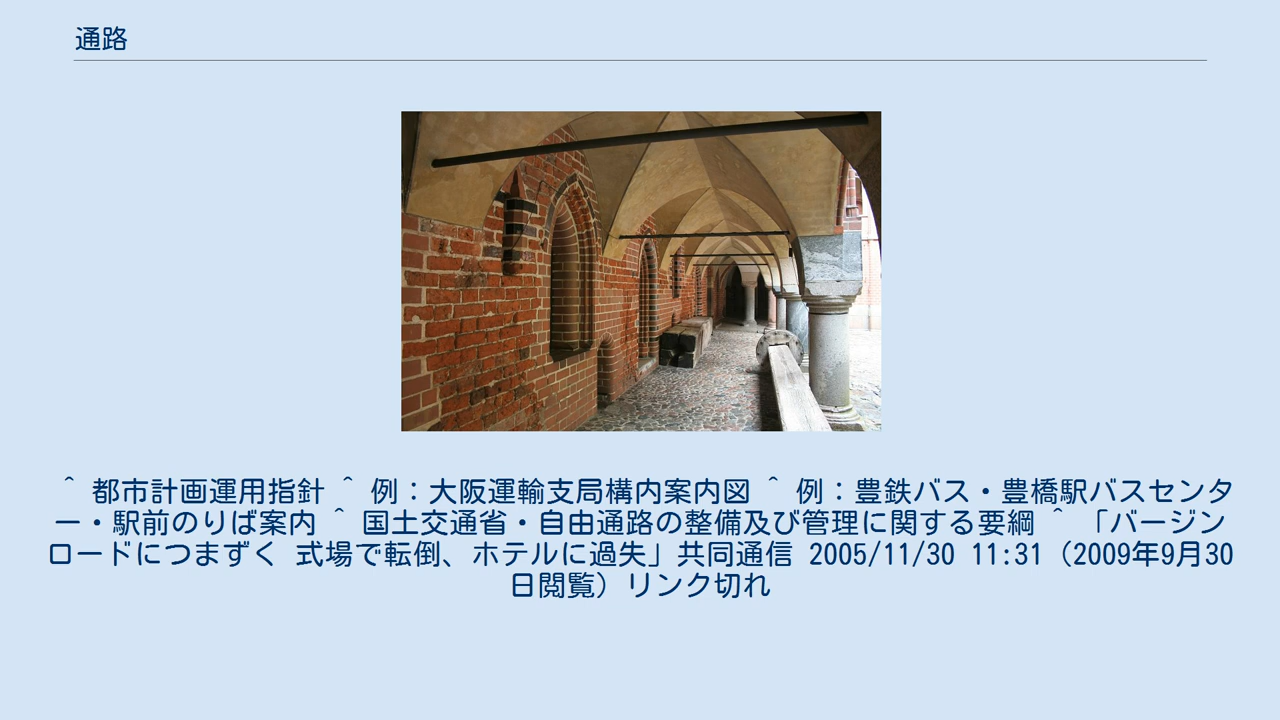 通路
^ 都市計画運用指針 ^ 例：大阪運輸支局構内案内図 ^ 例：豊鉄バス・豊橋駅バスセンタ
ー・駅前のりば案内 ^ 国土交通省・自由通路の整備及び管理に関する要綱 ^ 「バージン
ロードにつまずく 式場で転倒、ホテルに過失」共同通信 2005/11/30 11:31（2009年9月30
日閲覧）リンク切れ